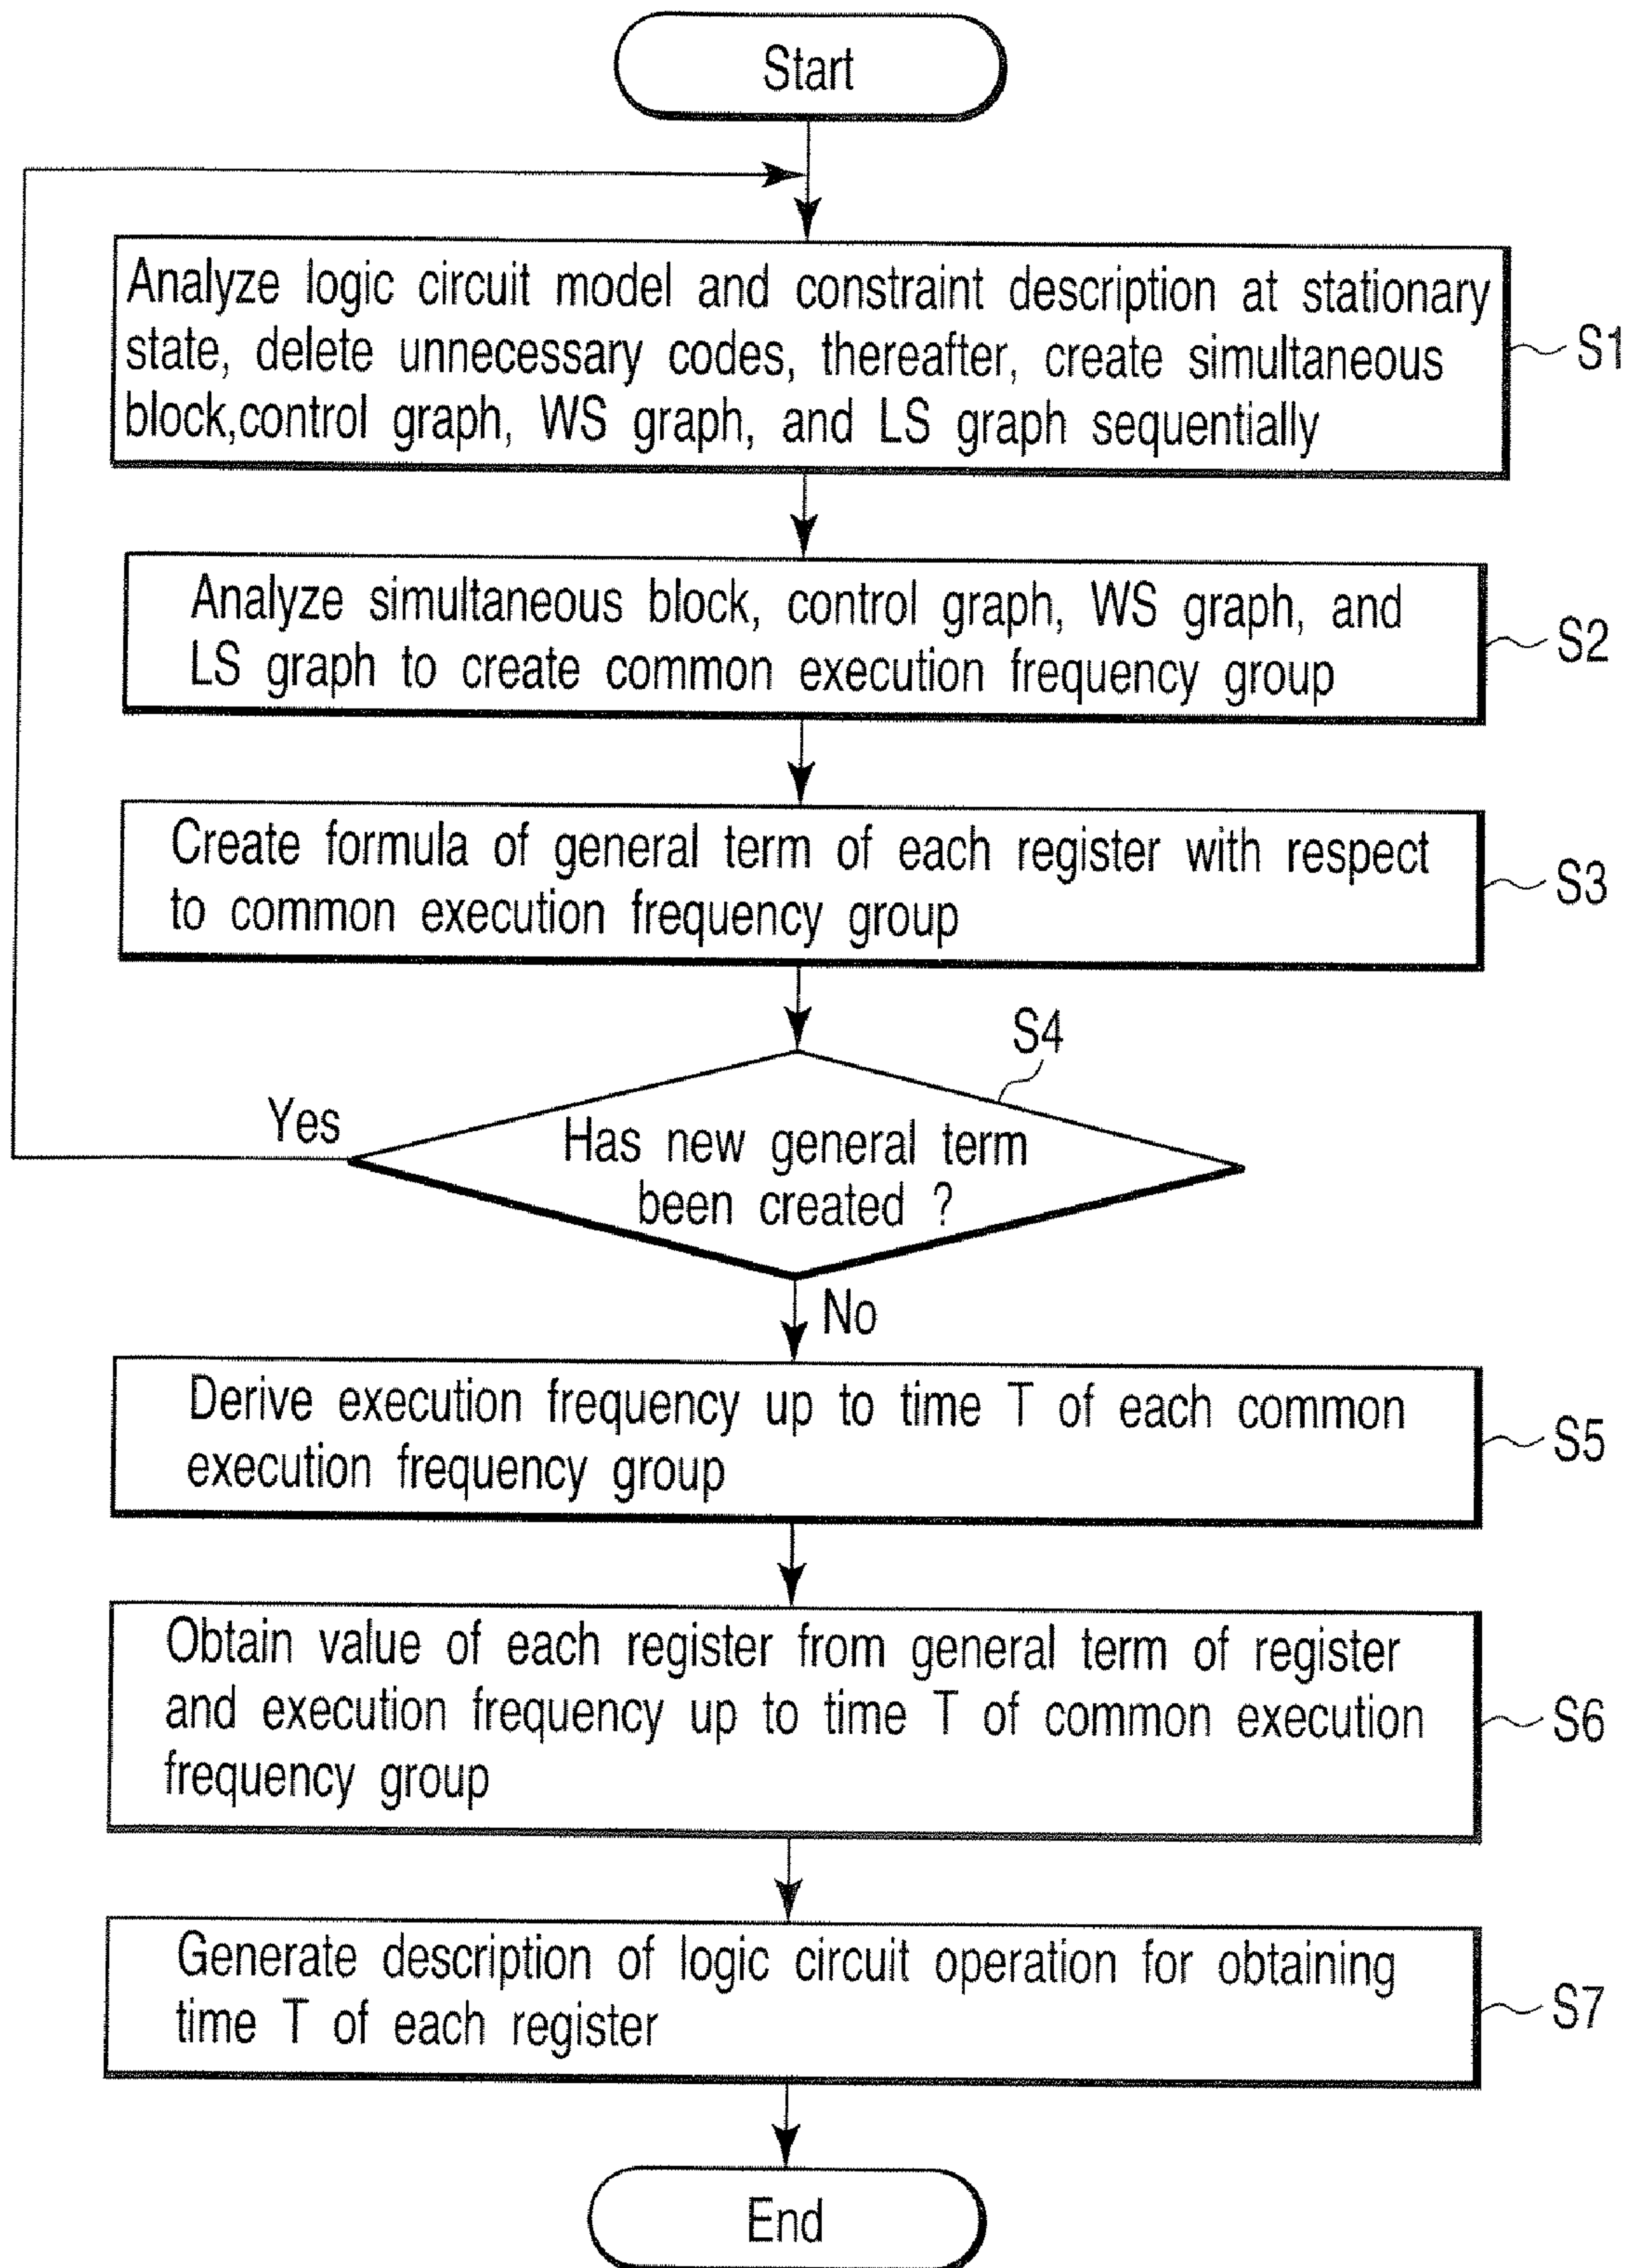 Start
Analyze logic circuit model and constraint description at stationary
state, delete unnecessary codes, thereafter, create simultaneous
block,control graph, WS graph, and LS graph sequentially
S1
Analyze simultaneous block, control graph, WS graph, and
LS graph to create common execution frequency group
S2
Create formula of general term of each register with respect
to common execution frequency group
S3
S4
Yes
Has new general term
been created ?
No
Derive execution frequency up to time T of each common
execution frequency group
S5
Obtain value of each register from general term of register
and execution frequency up to time T of common execution
frequency group
S6
Generate description of logic circuit operation for obtaining
time T of each register
S7
End